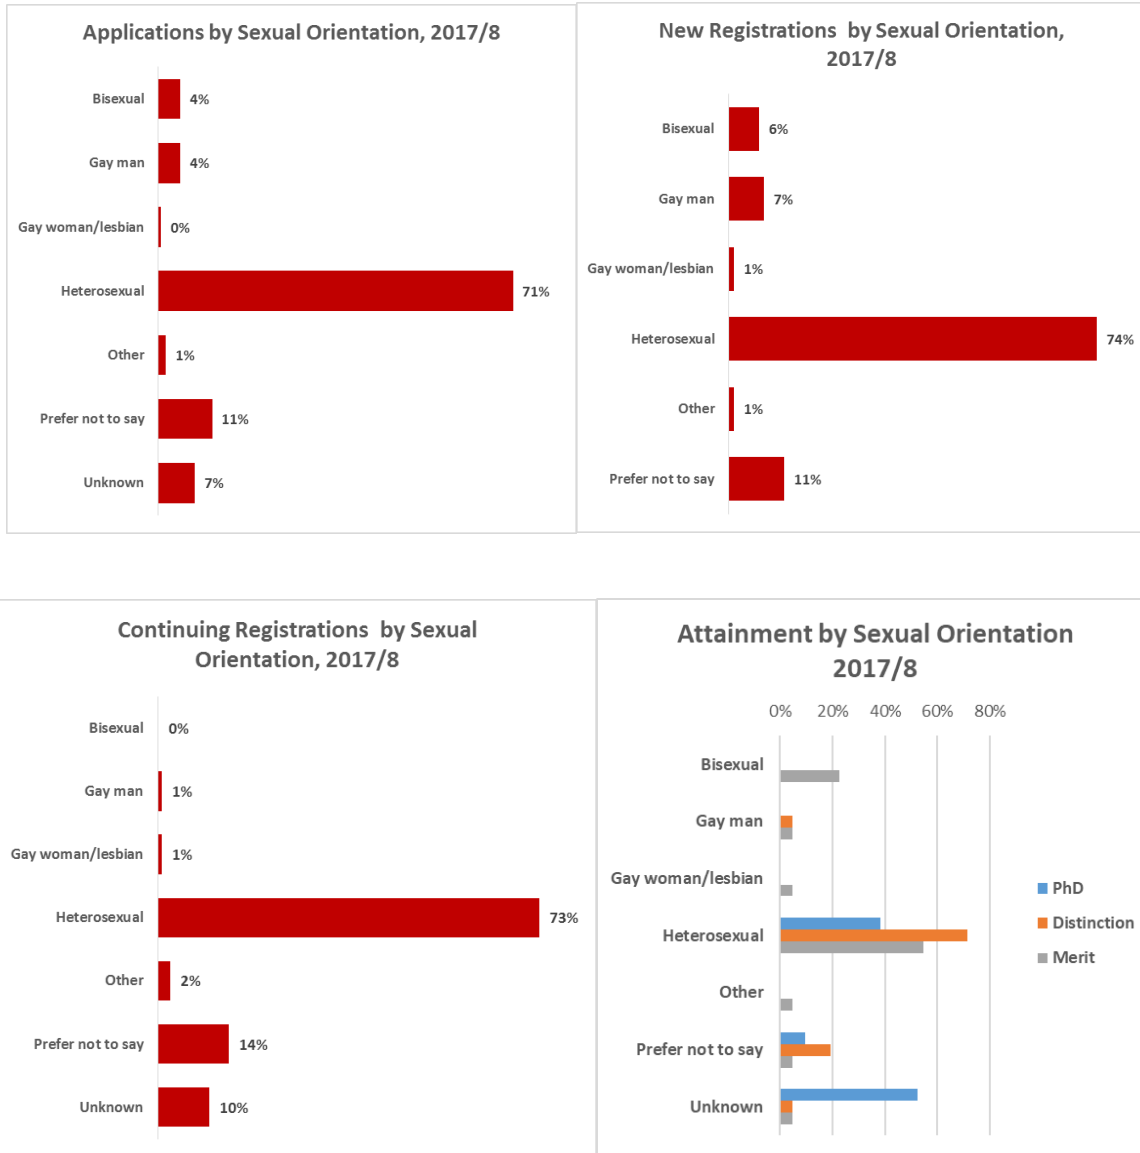 Applications by Sexual Orientation, 2017/8
Bisexual 4%
Gay man 4%
Gay woman/lesbian 0%
Heterosexual 71%
Other 1%
Prefer not to say 11%
Unknown 7%
New Registrations by Sexual Orientation,
2017/8
Bisexual 6%
Gay man 7%
Gay woman/lesbian 1%
Heterosexual 74%
Other 1%
Prefer not to say 11%
Continuing Registrations by Sexual
Orientation, 2017/8
Bisexual 0%
Gay man 1%
Gay woman/lesbian 1%
Heterosexual 73%
Other 2%
Prefer not to say 14%
Unknown 10%
Attainment by Sexual Orientation
2017/8
0% 20% 40% 60% 80%
Bisexual
Gay man
Gay woman/lesbian
Heterosexual
Other
Prefer not to say
Unknown
PhD
Distinction
Merit